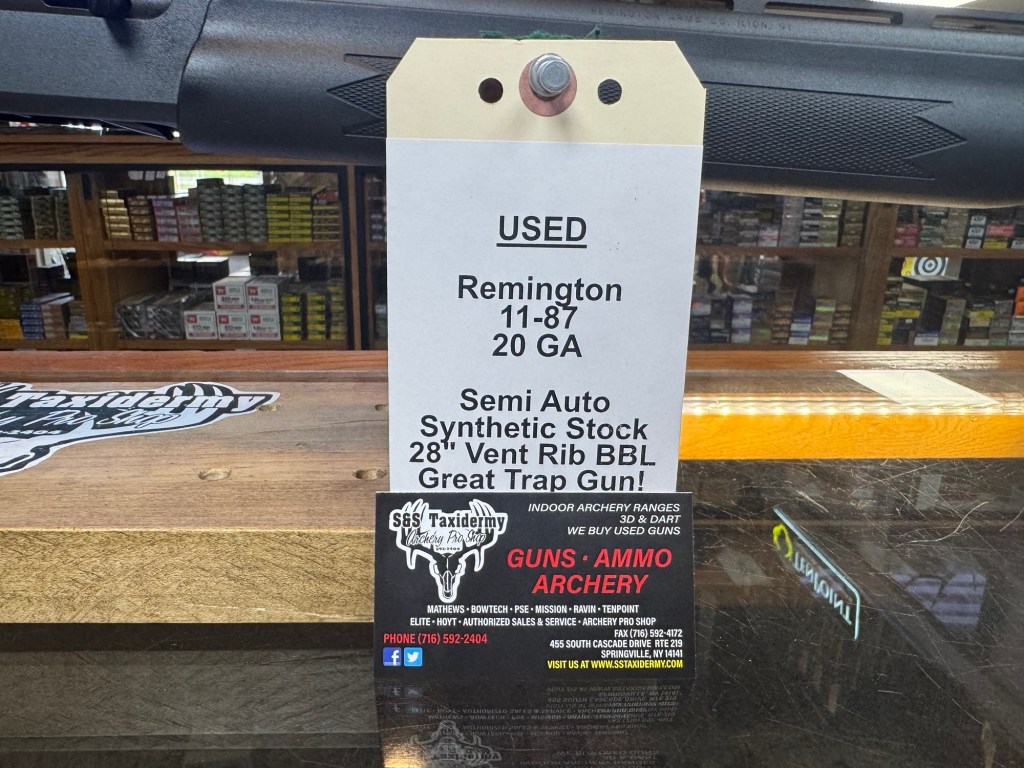 USED
Remington
11-87
20 GA
Semi Auto
Synthetic Stock
28" Vent Rib BBL
Great Trap Gun!
Taxidermy
S&S Taxidermy
Archery Pro Shop
INDOOR ARCHERY RANGES
3D & DART
WE BUY USED GUNS
GUNS · AMMO
ARCHERY
MATHEWS · BOWTECH · PSE · MISSION · RAVIN · TENPOINT
ELITE · HOYT · AUTHORIZED SALES & SERVICE · ARCHERY PRO SHOP
PHONE (716) 592-2404
FAX (716) 592-4172
455 SOUTH CASCADE DRIVE RTE 219
SPRINGVILLE, NY 14141
VISIT US AT WWW.SSTAXIDERMY.COM
TENPOINT